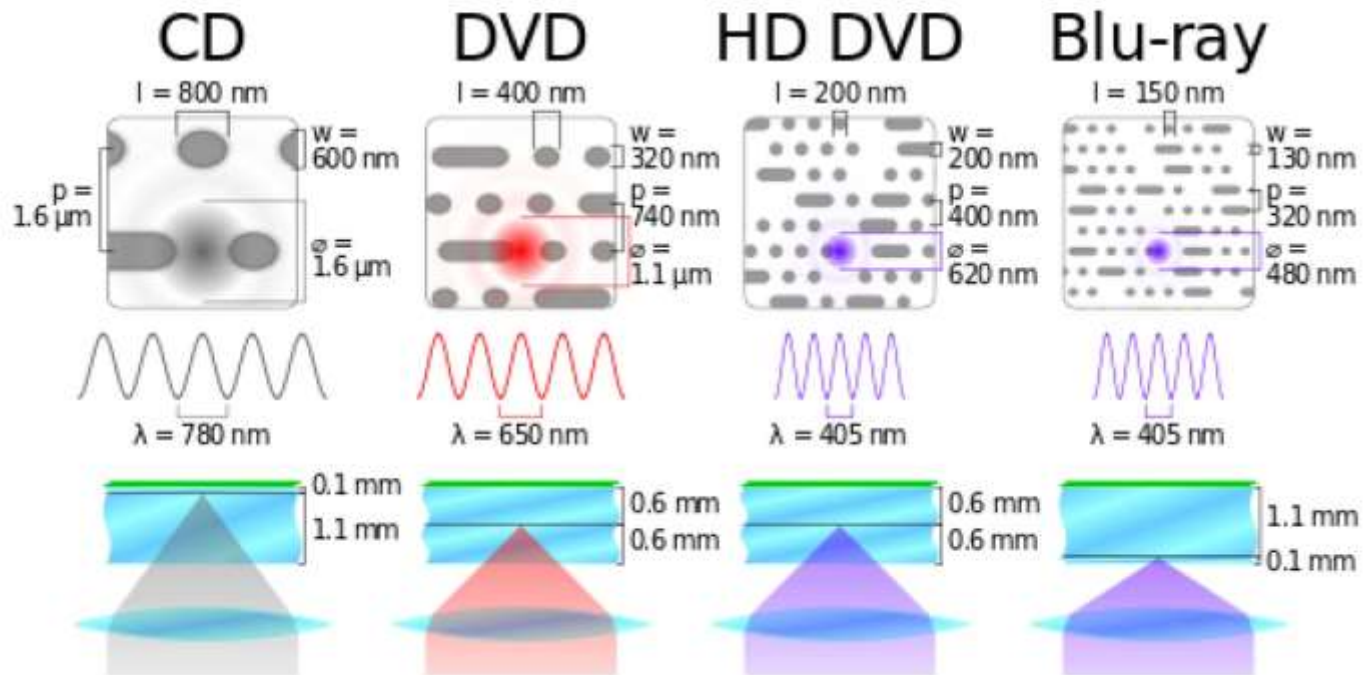 CD
DVD
HD DVD
Blu-ray
l = 800 nm
l = 400 nm
l = 200 nm
l = 150 nm
w =
600 nm
p =
1.6 µm
⌀ =
1.6 µm
w =
320 nm
p =
740 nm
⌀ =
1.1 µm
w =
200 nm
p =
400 nm
⌀ =
620 nm
w =
130 nm
p =
320 nm
⌀ =
480 nm
λ = 780 nm
λ = 650 nm
λ = 405 nm
λ = 405 nm
0.1 mm
1.1 mm
0.6 mm
0.6 mm
0.6 mm
0.6 mm
1.1 mm
0.1 mm